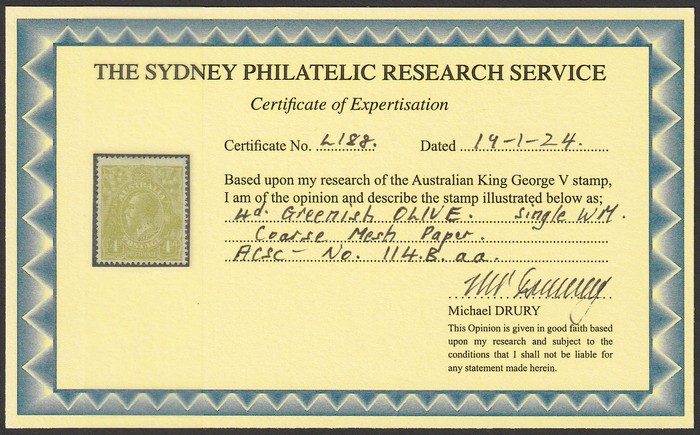 THE SYDNEY PHILATELIC RESEARCH SERVICE
Certificate of Expertisation
Certificate No. L188. Dated 19-1-24
Based upon my research of the Australian King George V stamp,
I am of the opinion and describe the stamp illustrated below as;
4d. Greenish OLIVE. single WM.
Coarse Mesh Paper.
ACSC - No. 114.B.aa.
Michael DRURY
This Opinion is given in good faith based
upon my research and subject to the
conditions that I shall not be liable for
any statement made herein.
AUSTRALIA